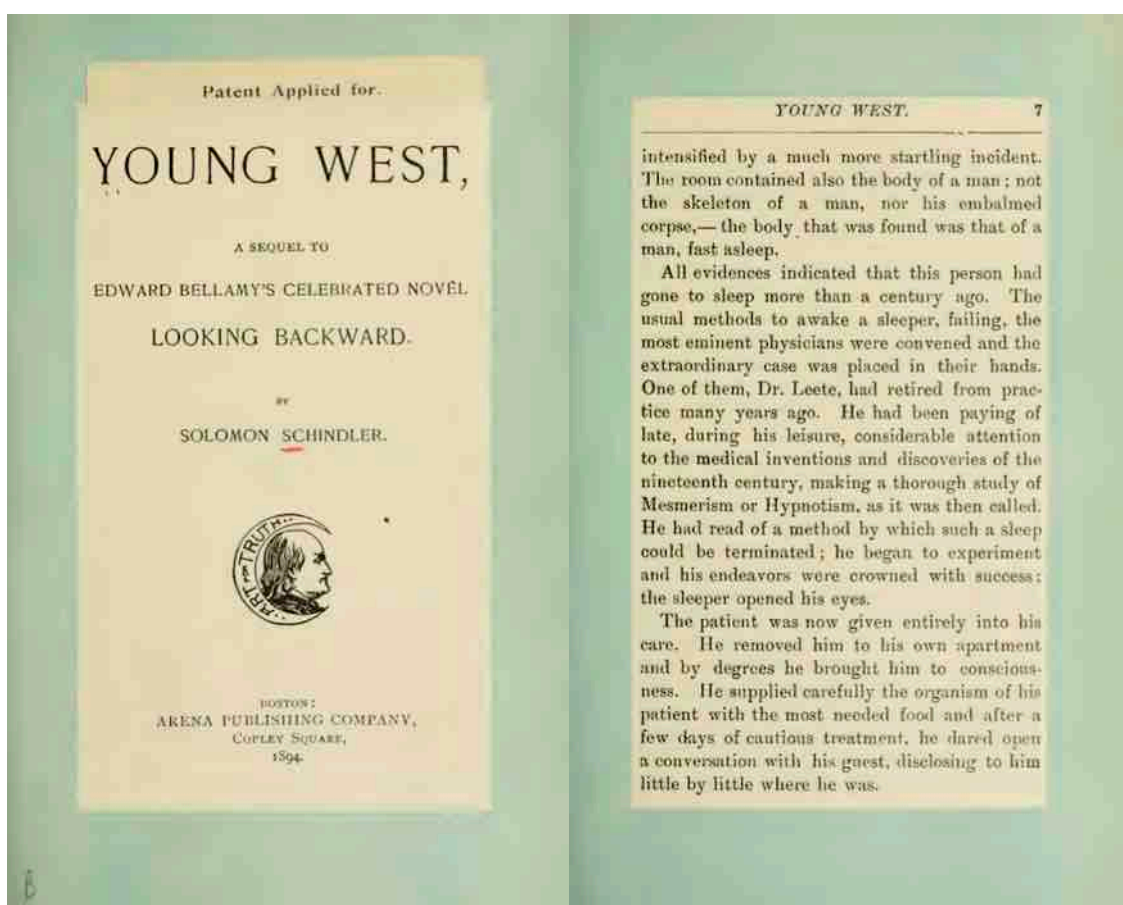 Patent Applied for.
YOUNG WEST,
A SEQUEL TO
EDWARD BELLAMY'S CELEBRATED NOVEL
LOOKING BACKWARD.
BY
SOLOMON SCHINDLER.
ART FOR TRUTH
BOSTON:
ARENA PUBLISHING COMPANY,
COPLEY SQUARE,
1894.
B
YOUNG WEST. 7
intensified by a much more startling incident.
The room contained also the body of a man; not
the skeleton of a man, nor his embalmed
corpse,— the body that was found was that of a
man, fast asleep.
All evidences indicated that this person had
gone to sleep more than a century ago. The
usual methods to awake a sleeper, failing, the
most eminent physicians were convened and the
extraordinary case was placed in their hands.
One of them, Dr. Leete, had retired from prac-
tice many years ago. He had been paying of
late, during his leisure, considerable attention
to the medical inventions and discoveries of the
nineteenth century, making a thorough study of
Mesmerism or Hypnotism, as it was then called.
He had read of a method by which such a sleep
could be terminated; he began to experiment
and his endeavors were crowned with success;
the sleeper opened his eyes.
The patient was now given entirely into his
care. He removed him to his own apartment
and by degrees he brought him to conscious-
ness. He supplied carefully the organism of his
patient with the most needed food and after a
few days of cautious treatment, he dared open
a conversation with his guest, disclosing to him
little by little where he was.